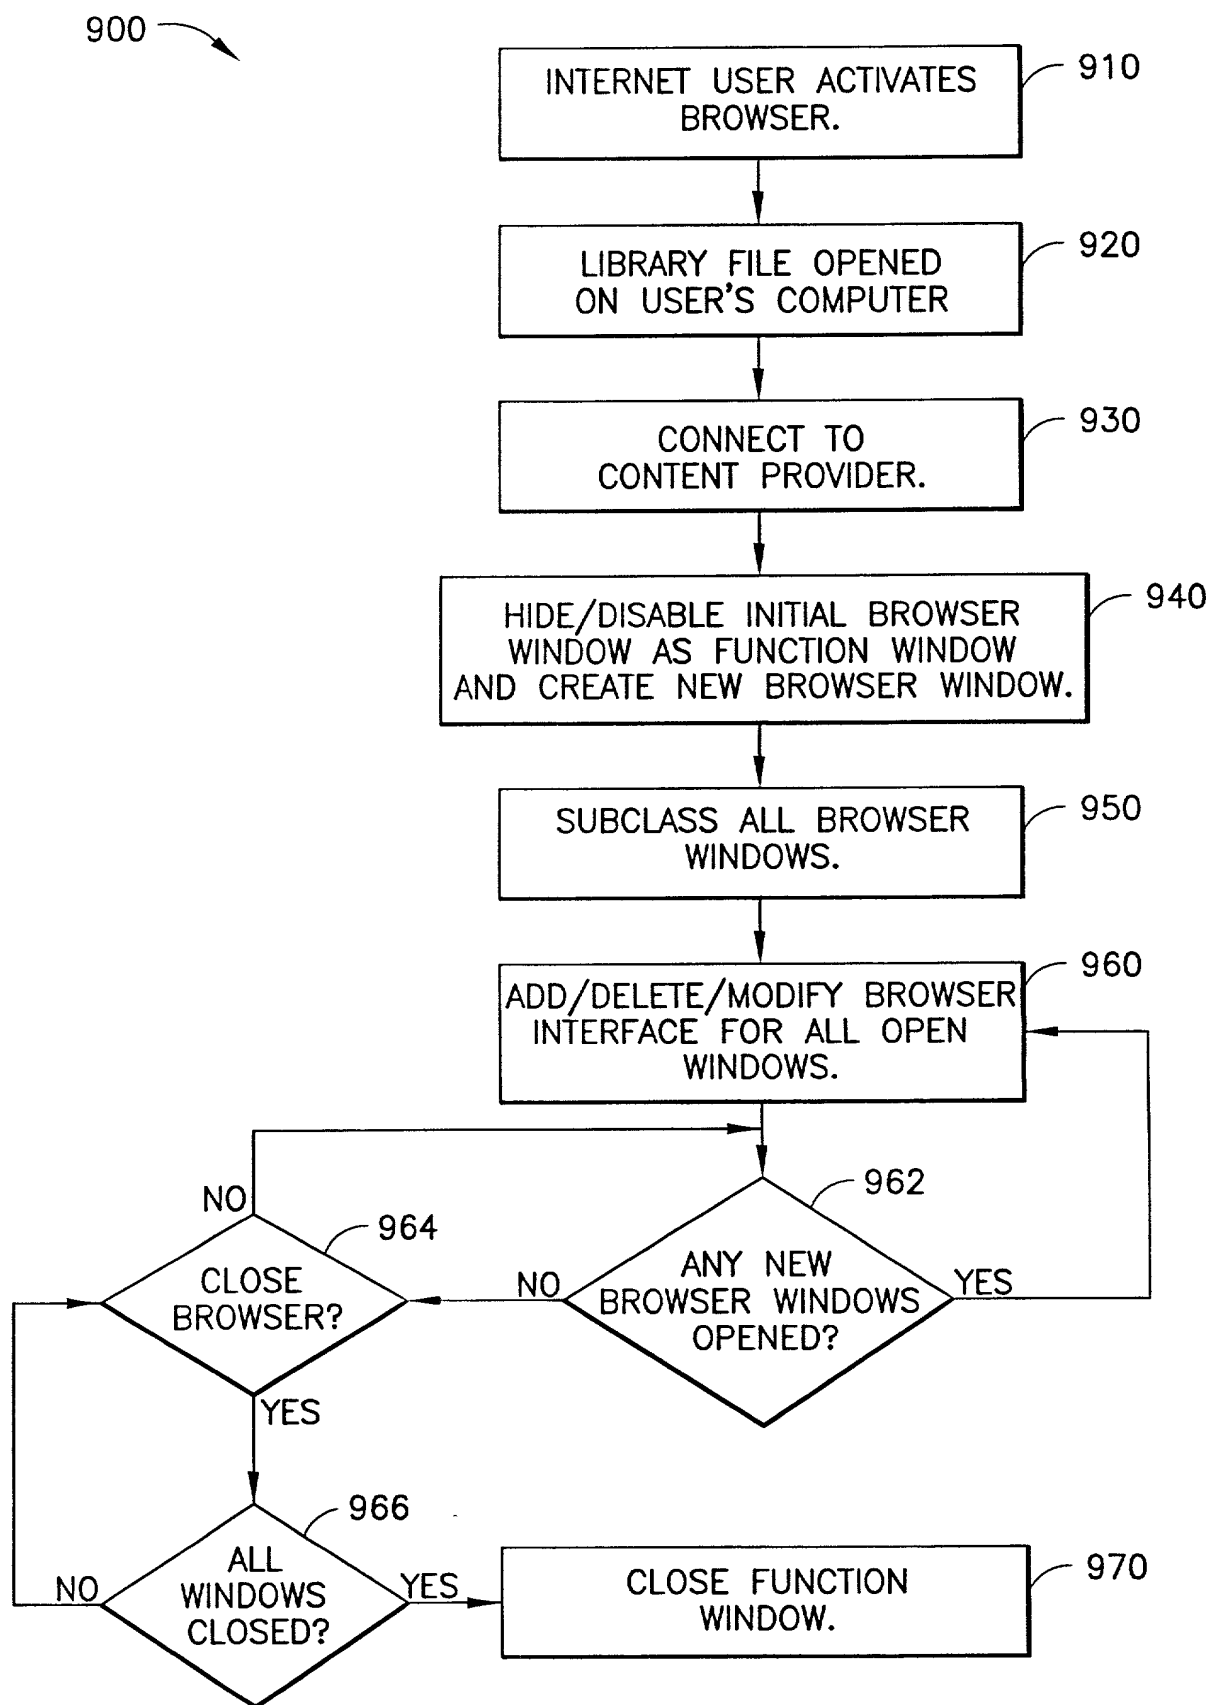 900
INTERNET USER ACTIVATES
BROWSER.
910
LIBRARY FILE OPENED
ON USER'S COMPUTER
920
CONNECT TO
CONTENT PROVIDER.
930
HIDE/DISABLE INITIAL BROWSER
WINDOW AS FUNCTION WINDOW
AND CREATE NEW BROWSER WINDOW.
940
SUBCLASS ALL BROWSER
WINDOWS.
950
ADD/DELETE/MODIFY BROWSER
INTERFACE FOR ALL OPEN
WINDOWS.
960
ANY NEW
BROWSER WINDOWS
OPENED?
962
YES
NO
CLOSE
BROWSER?
964
NO
YES
ALL
WINDOWS
CLOSED?
966
NO
YES
CLOSE FUNCTION
WINDOW.
970